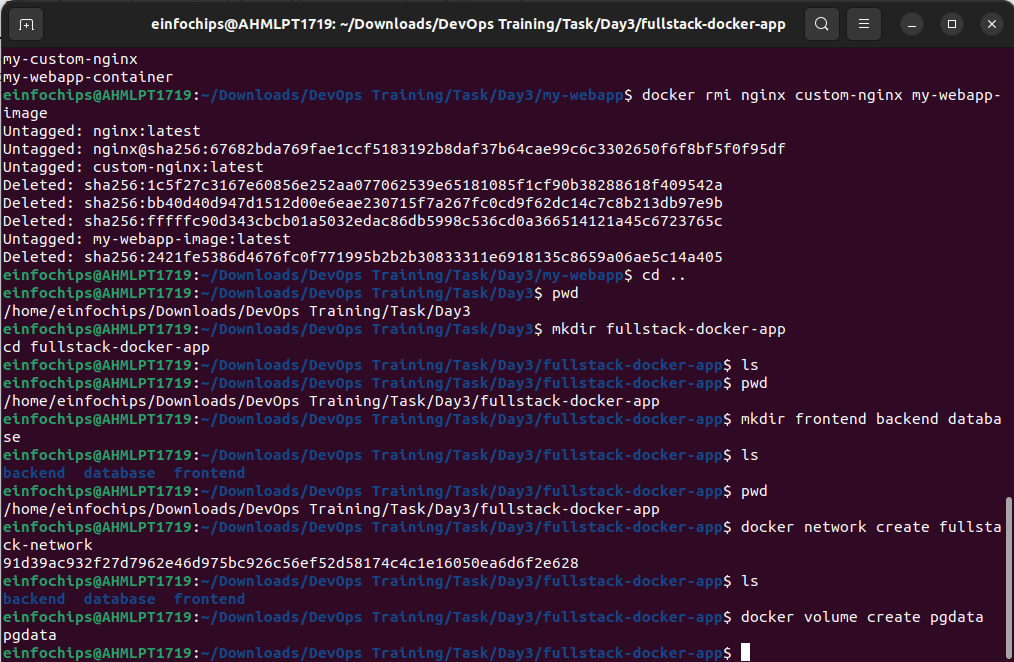 einfochips@AHMLPT1719: ~/Downloads/DevOps Training/Task/Day3/fullstack-docker-app
my-custom-nginx
my-webapp-container
einfochips@AHMLPT1719:~/Downloads/DevOps Training/Task/Day3/my-webapp$ docker rmi nginx custom-nginx my-webapp-
image
Untagged: nginx:latest
Untagged: nginx@sha256:67682bda769fae1ccf5183192b8daf37b64cae99c6c3302650f6f8bf5f0f95df
Untagged: custom-nginx:latest
Deleted: sha256:1c5f27c3167e60856e252aa077062539e65181085f1cf90b38288618f409542a
Deleted: sha256:bb40d40d947d1512d00e6eae230715f7a267fc0cd9f62dc14c7c8b213db97e9b
Deleted: sha256:fffffc90d343cbcb01a5032edac86db5998c536cd0a366514121a45c6723765c
Untagged: my-webapp-image:latest
Deleted: sha256:2421fe5386d4676fc0f771995b2b2b30833311e6918135c8659a06ae5c14a405
einfochips@AHMLPT1719:~/Downloads/DevOps Training/Task/Day3/my-webapp$ cd ..
einfochips@AHMLPT1719:~/Downloads/DevOps Training/Task/Day3$ pwd
/home/einfochips/Downloads/DevOps Training/Task/Day3
einfochips@AHMLPT1719:~/Downloads/DevOps Training/Task/Day3$ mkdir fullstack-docker-app
cd fullstack-docker-app
einfochips@AHMLPT1719:~/Downloads/DevOps Training/Task/Day3/fullstack-docker-app$ ls
einfochips@AHMLPT1719:~/Downloads/DevOps Training/Task/Day3/fullstack-docker-app$ pwd
/home/einfochips/Downloads/DevOps Training/Task/Day3/fullstack-docker-app
einfochips@AHMLPT1719:~/Downloads/DevOps Training/Task/Day3/fullstack-docker-app$ mkdir frontend backend databa
se
einfochips@AHMLPT1719:~/Downloads/DevOps Training/Task/Day3/fullstack-docker-app$ ls
backend  database  frontend
einfochips@AHMLPT1719:~/Downloads/DevOps Training/Task/Day3/fullstack-docker-app$ pwd
/home/einfochips/Downloads/DevOps Training/Task/Day3/fullstack-docker-app
einfochips@AHMLPT1719:~/Downloads/DevOps Training/Task/Day3/fullstack-docker-app$ docker network create fullsta
ck-network
91d39ac932f27d7962e46d975bc926c56ef52d58174c4c1e16050ea6d6f2e628
einfochips@AHMLPT1719:~/Downloads/DevOps Training/Task/Day3/fullstack-docker-app$ ls
backend  database  frontend
einfochips@AHMLPT1719:~/Downloads/DevOps Training/Task/Day3/fullstack-docker-app$ docker volume create pgdata
pgdata
einfochips@AHMLPT1719:~/Downloads/DevOps Training/Task/Day3/fullstack-docker-app$